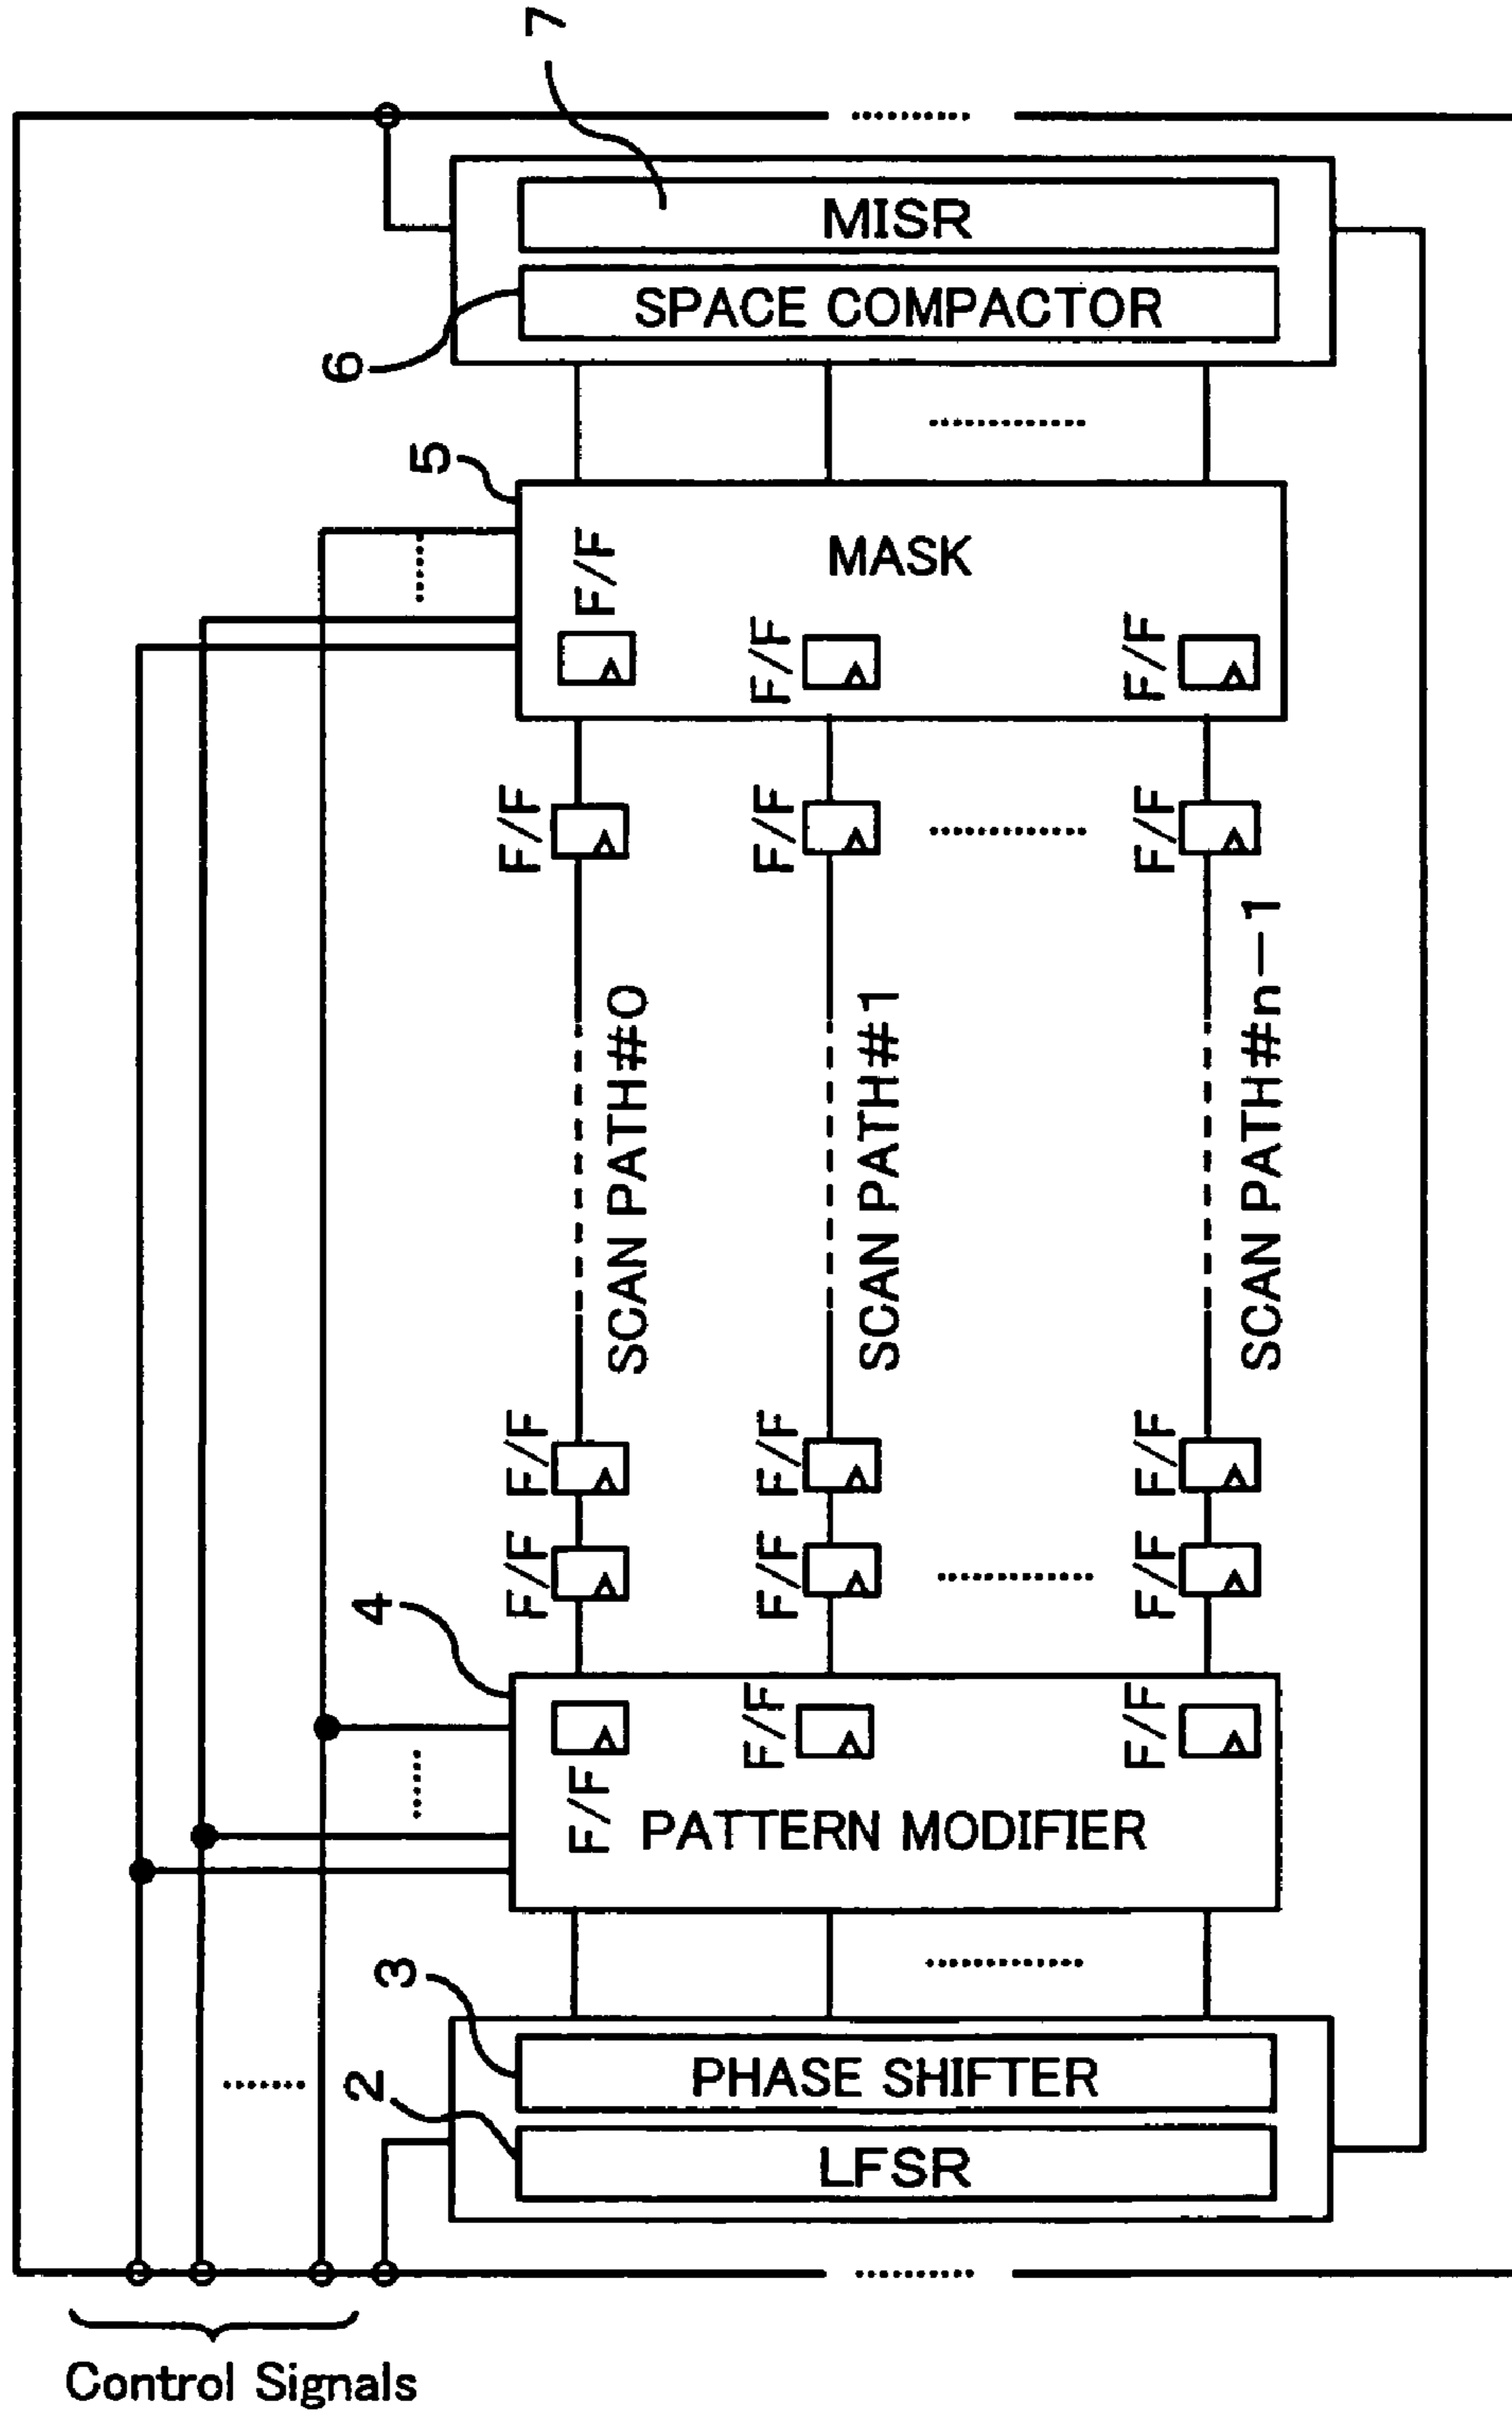 7
MISR
SPACE COMPACTOR
6
5
MASK
F/F
F/F
F/F
F/F
F/F
F/F
SCAN PATH#0
SCAN PATH#1
SCAN PATH#n-1
F/F
F/F
F/F
F/F
F/F
F/F
4
F/F
F/F
F/F
PATTERN MODIFIER
3
PHASE SHIFTER
2
LFSR
Control Signals